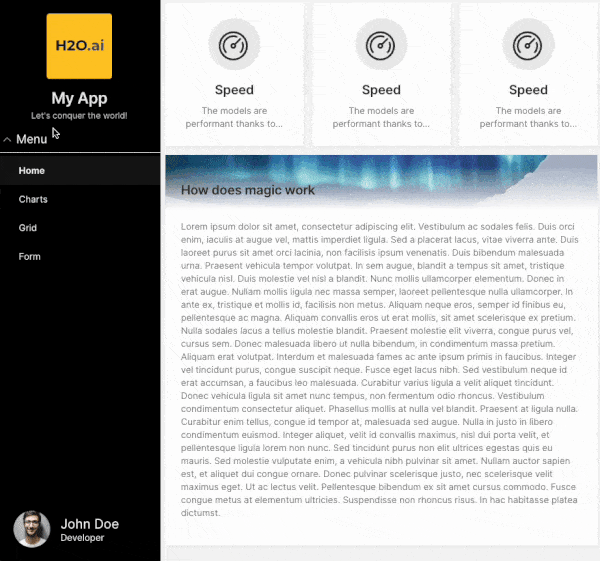 H2O.ai
My App
Let's conquer the world!
Menu
Home
Charts
Grid
Form
John Doe
Developer
Speed
The models are
performant thanks to...
Speed
The models are
performant thanks to...
Speed
The models are
performant thanks to...
How does magic work
Lorem ipsum dolor sit amet, consectetur adipiscing elit. Vestibulum ac sodales felis. Duis orci
enim, iaculis at augue vel, mattis imperdiet ligula. Sed a placerat lacus, vitae viverra ante. Duis
laoreet purus sit amet orci lacinia, non facilisis ipsum venenatis. Duis bibendum malesuada
urna. Praesent vehicula tempor volutpat. In sem augue, blandit a tempus sit amet, tristique
vehicula nisl. Duis molestie vel nisl a blandit. Nunc mollis ullamcorper elementum. Donec in
erat augue. Nullam mollis ligula nec massa semper, laoreet pellentesque nulla ullamcorper. In
ante ex, tristique et mollis id, facilisis non metus. Aliquam neque eros, semper id finibus eu,
pellentesque ac magna. Aliquam convallis eros ut erat mollis, sit amet scelerisque ex pretium.
Nulla sodales lacus a tellus molestie blandit. Praesent molestie elit viverra, congue purus vel,
cursus sem. Donec malesuada libero ut nulla bibendum, in condimentum massa pretium.
Aliquam erat volutpat. Interdum et malesuada fames ac ante ipsum primis in faucibus. Integer
vel tincidunt purus, congue suscipit neque. Fusce eget lacus nibh. Sed vestibulum neque id
erat accumsan, a faucibus leo malesuada. Curabitur varius ligula a velit aliquet tincidunt.
Donec vehicula ligula sit amet nunc tempus, non fermentum odio rhoncus. Vestibulum
condimentum consectetur aliquet. Phasellus mollis at nulla vel blandit. Praesent at ligula nulla.
Curabitur enim tellus, congue id tempor at, malesuada sed augue. Nulla in justo in libero
condimentum euismod. Integer aliquet, velit id convallis maximus, nisl dui porta velit, et
pellentesque ligula lorem non nunc. Sed tincidunt purus non elit ultrices egestas quis eu
mauris. Sed molestie vulputate enim, a vehicula nibh pulvinar sit amet. Nullam auctor sapien
est, et aliquet dui congue ornare. Donec pulvinar scelerisque justo, nec scelerisque velit
maximus eget. Ut ac lectus velit. Pellentesque bibendum ex sit amet cursus commodo. Fusce
congue metus at elementum ultricies. Suspendisse non rhoncus risus. In hac habitasse platea
dictumst.